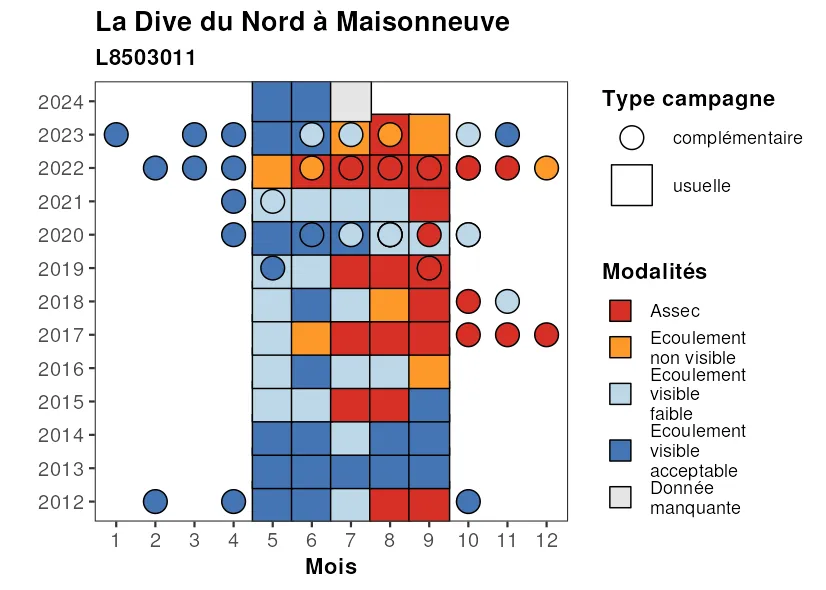 La Dive du Nord à Maisonneuve
L8503011
2024
2023
2022
2021
2020
2019
2018
2017
2016
2015
2014
2013
2012
1 2 3 4 5 6 7 8 9 10 11 12
Mois
Type campagne
complémentaire
usuelle
Modalités
Assec
Ecoulement
non visible
Ecoulement
visible
faible
Ecoulement
visible
acceptable
Donnée
manquante